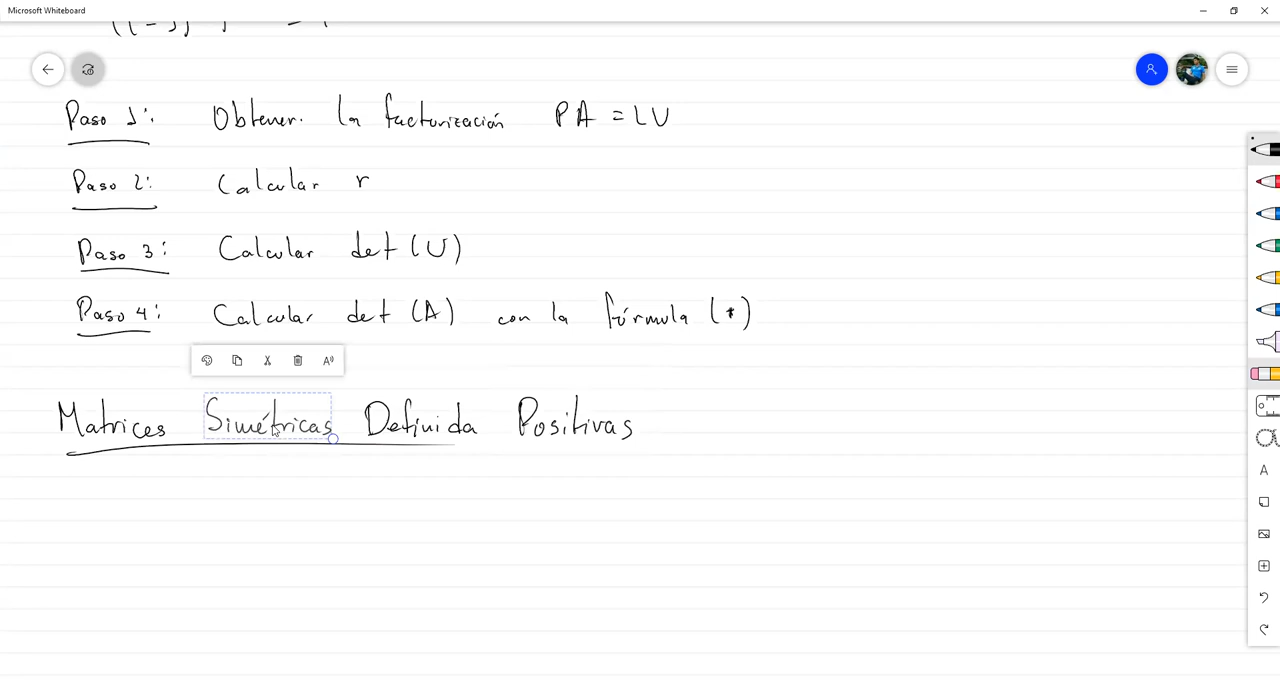 Microsoft Whiteboard
Paso 1: Obtener. la factorización PA = LU
Paso 2: Calcular r
Paso 3: Calcular det (U)
Paso 4: Calcular det (A) con la fórmula (*)
Matrices Simétricas Definida Positivas